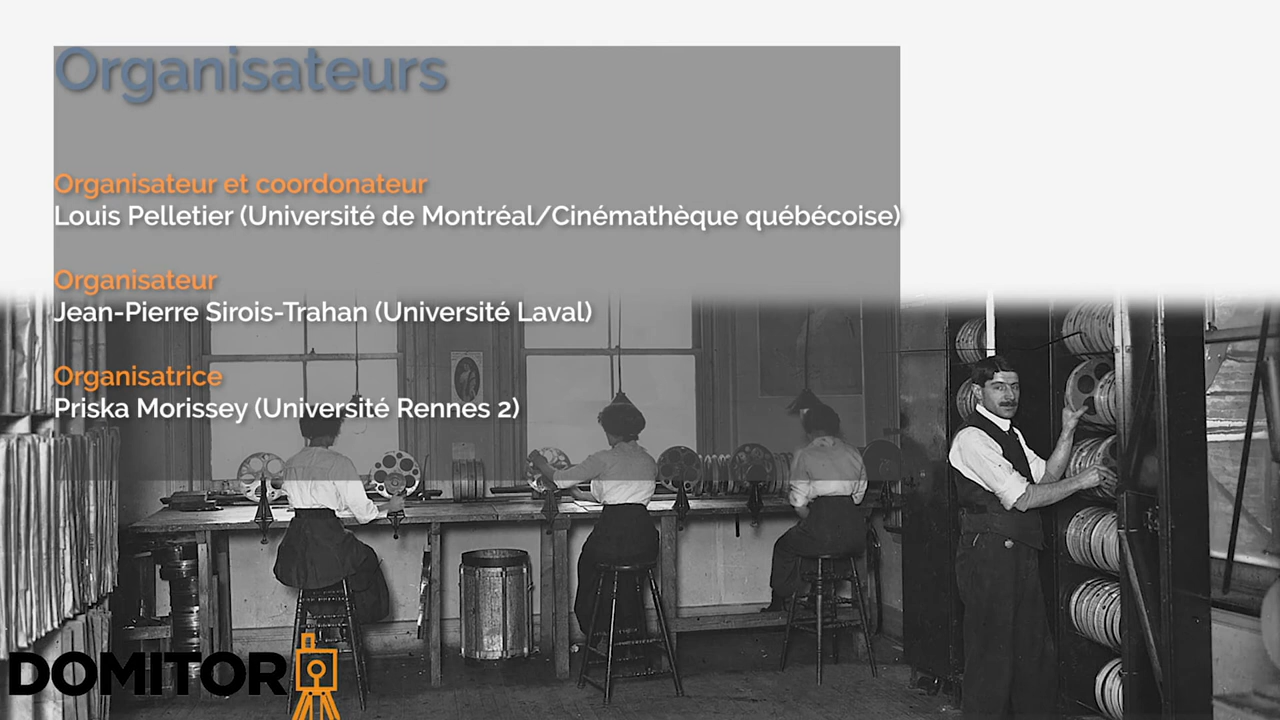 Organisateurs
Organisateur et coordonateur
Louis Pelletier (Université de Montréal/Cinémathèque québécoise)
Organisateur
Jean-Pierre Sirois-Trahan (Université Laval)
Organisatrice
Priska Morissey (Université Rennes 2)
DOMITOR